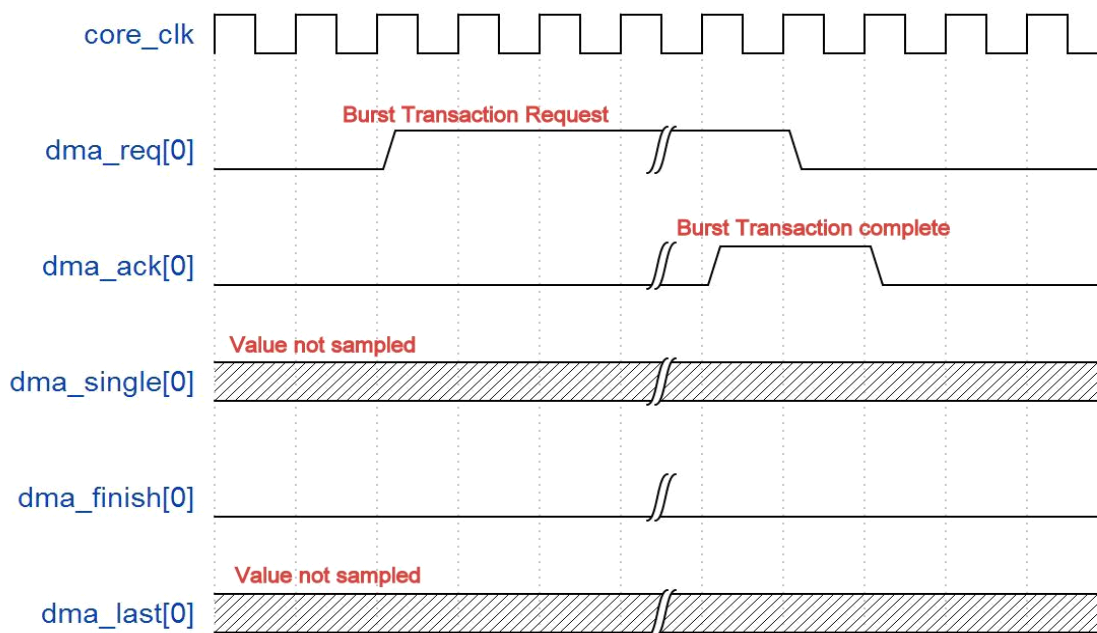 core_clk
Burst Transaction Request
dma_req[0]
Burst Transaction complete
dma_ack[0]
Value not sampled
dma_single[0]
dma_finish[0]
Value not sampled
dma_last[0]